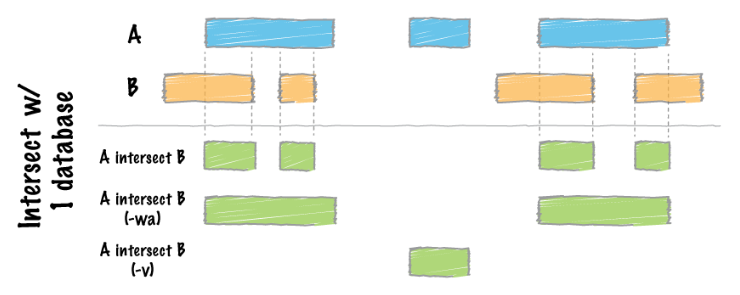 Intersect w/
1 database
A
B
A intersect B
A intersect B
(-wa)
A intersect B
(-v)